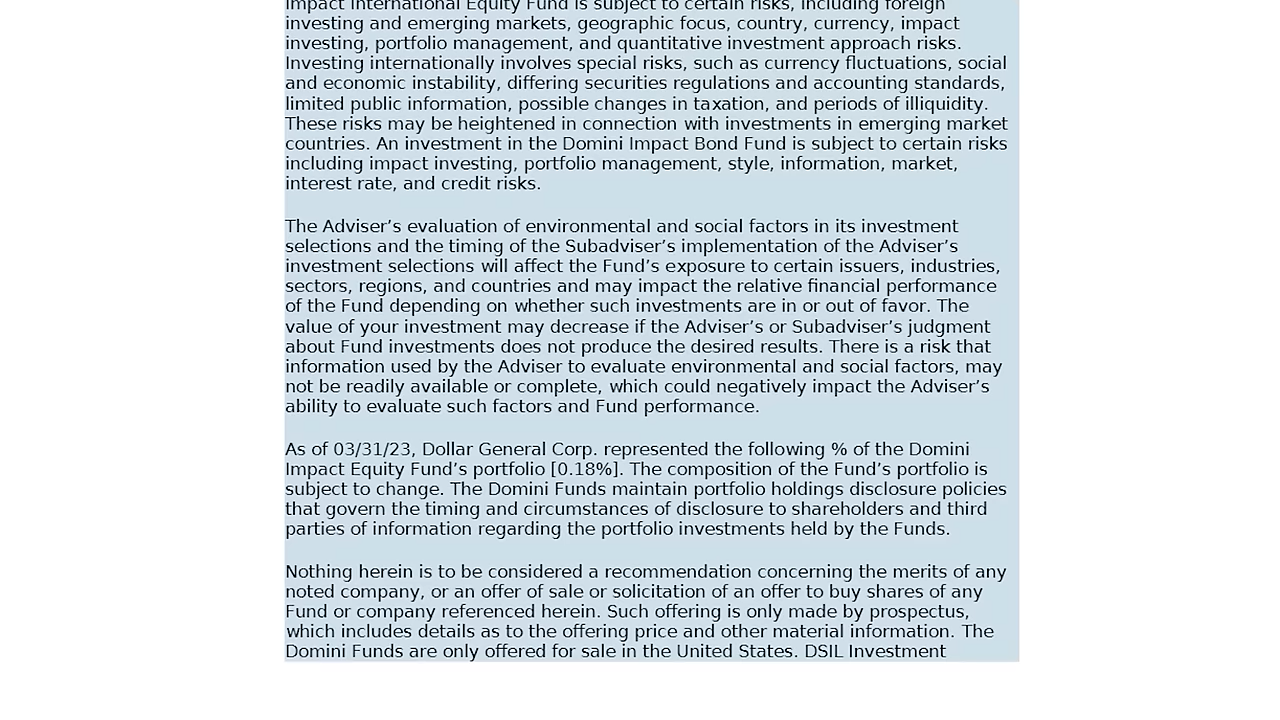 Impact International Equity Fund is subject to certain risks, including foreign
investing and emerging markets, geographic focus, country, currency, impact
investing, portfolio management, and quantitative investment approach risks.
Investing internationally involves special risks, such as currency fluctuations, social
and economic instability, differing securities regulations and accounting standards,
limited public information, possible changes in taxation, and periods of illiquidity.
These risks may be heightened in connection with investments in emerging market
countries. An investment in the Domini Impact Bond Fund is subject to certain risks
including impact investing, portfolio management, style, information, market,
interest rate, and credit risks.
The Adviser’s evaluation of environmental and social factors in its investment
selections and the timing of the Subadviser’s implementation of the Adviser’s
investment selections will affect the Fund’s exposure to certain issuers, industries,
sectors, regions, and countries and may impact the relative financial performance
of the Fund depending on whether such investments are in or out of favor. The
value of your investment may decrease if the Adviser’s or Subadviser’s judgment
about Fund investments does not produce the desired results. There is a risk that
information used by the Adviser to evaluate environmental and social factors, may
not be readily available or complete, which could negatively impact the Adviser’s
ability to evaluate such factors and Fund performance.
As of 03/31/23, Dollar General Corp. represented the following % of the Domini
Impact Equity Fund’s portfolio [0.18%]. The composition of the Fund’s portfolio is
subject to change. The Domini Funds maintain portfolio holdings disclosure policies
that govern the timing and circumstances of disclosure to shareholders and third
parties of information regarding the portfolio investments held by the Funds.
Nothing herein is to be considered a recommendation concerning the merits of any
noted company, or an offer of sale or solicitation of an offer to buy shares of any
Fund or company referenced herein. Such offering is only made by prospectus,
which includes details as to the offering price and other material information. The
Domini Funds are only offered for sale in the United States. DSIL Investment